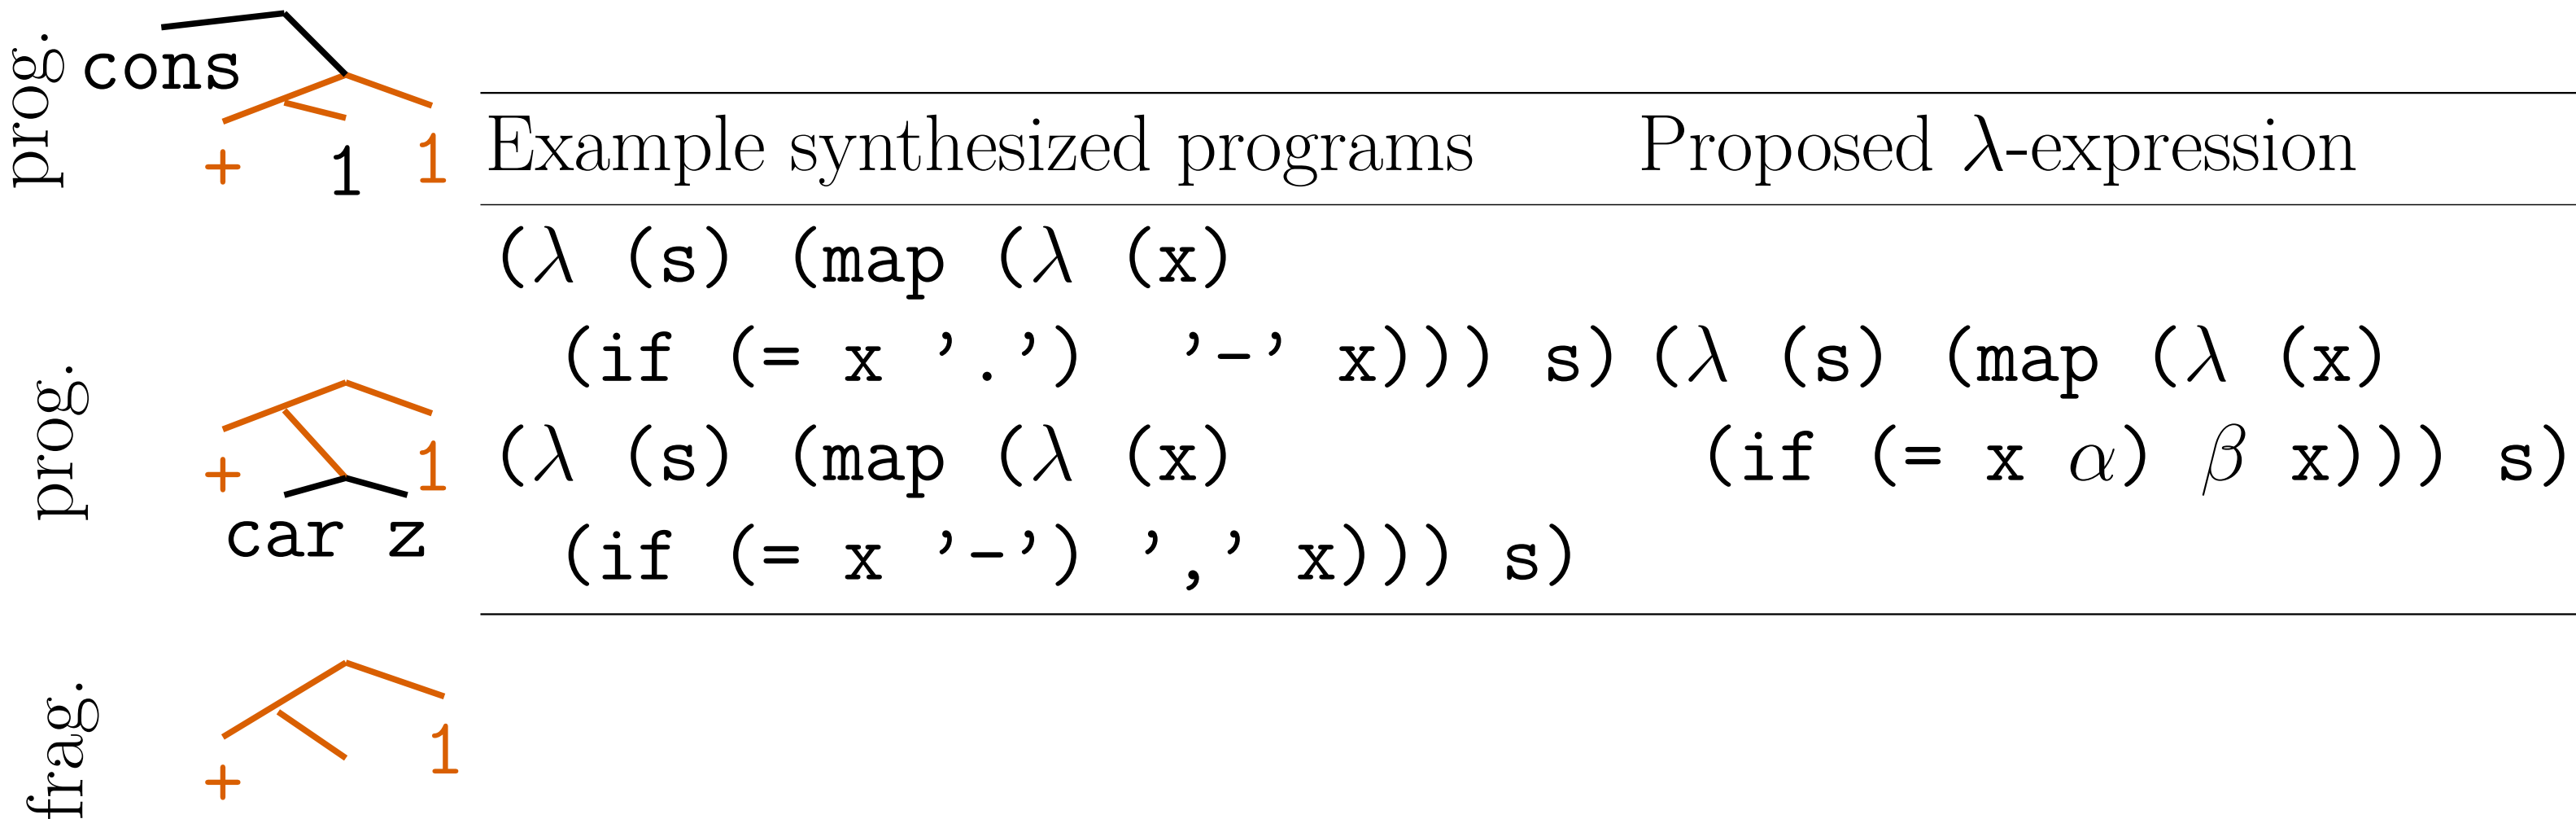 prog.
cons
+ 1 1
prog.
+ 1
car z
frag.
+ 1
Example synthesized programs Proposed λ-expression
(λ (s) (map (λ (x)
(if (= x '.') '-' x))) s)
(λ (s) (map (λ (x)
(if (= x '-') ',' x))) s)
(λ (s) (map (λ (x)
(if (= x α) β x))) s)